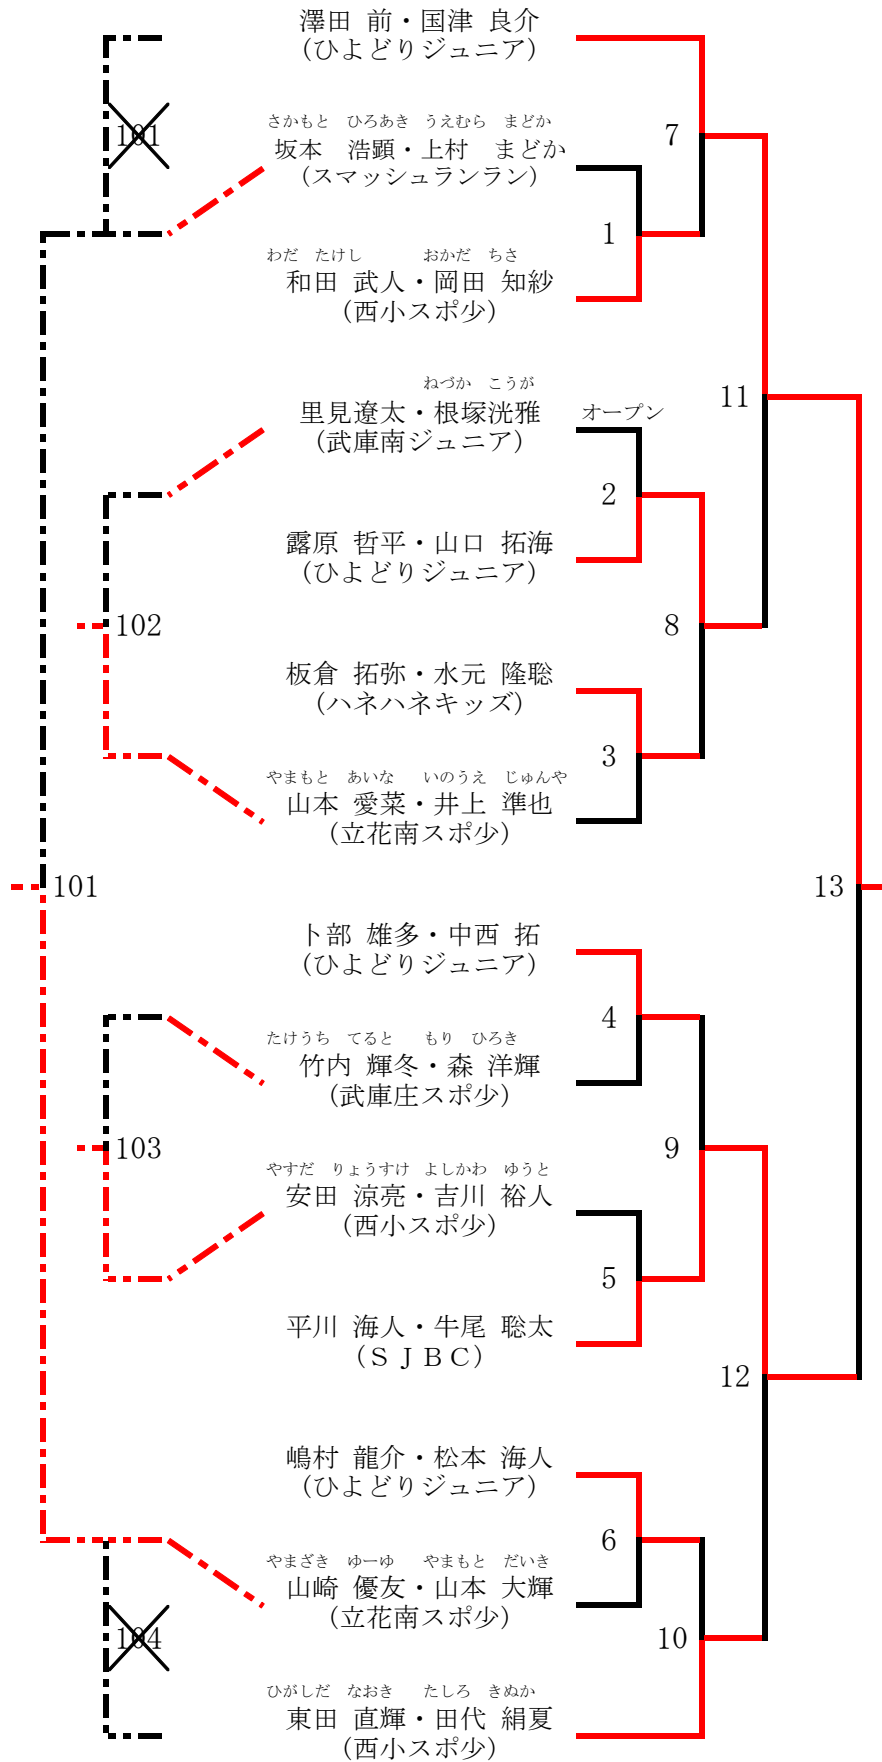 澤田 前・国津 良介
(ひよどりジュニア)
101
さかもと ひろあき うえむら まどか
坂本 浩顕・上村 まどか
(スマッシュランラン)
7
1
わだ たけし おかだ ちさ
和田 武人・岡田 知紗
(西小スポ少)
ねづか こうが
里見遼太・根塚洸雅
(武庫南ジュニア)
オープン
11
2
露原 哲平・山口 拓海
(ひよどりジュニア)
102
8
板倉 拓弥・水元 隆聡
(ハネハネキッズ)
3
やまもと あいな いのうえ じゅんや
山本 愛菜・井上 準也
(立花南スポ少)
101
13
卜部 雄多・中西 拓
(ひよどりジュニア)
4
たけうち てると もり ひろき
竹内 輝冬・森 洋輝
(武庫庄スポ少)
103
9
やすだ りょうすけ よしかわ ゆうと
安田 涼亮・吉川 裕人
(西小スポ少)
5
平川 海人・牛尾 聡太
(ＳＪＢＣ)
12
嶋村 龍介・松本 海人
(ひよどりジュニア)
6
やまざき ゆーゆ やまもと だいき
山崎 優友・山本 大輝
(立花南スポ少)
104
10
ひがしだ なおき たしろ きぬか
東田 直輝・田代 絹夏
(西小スポ少)